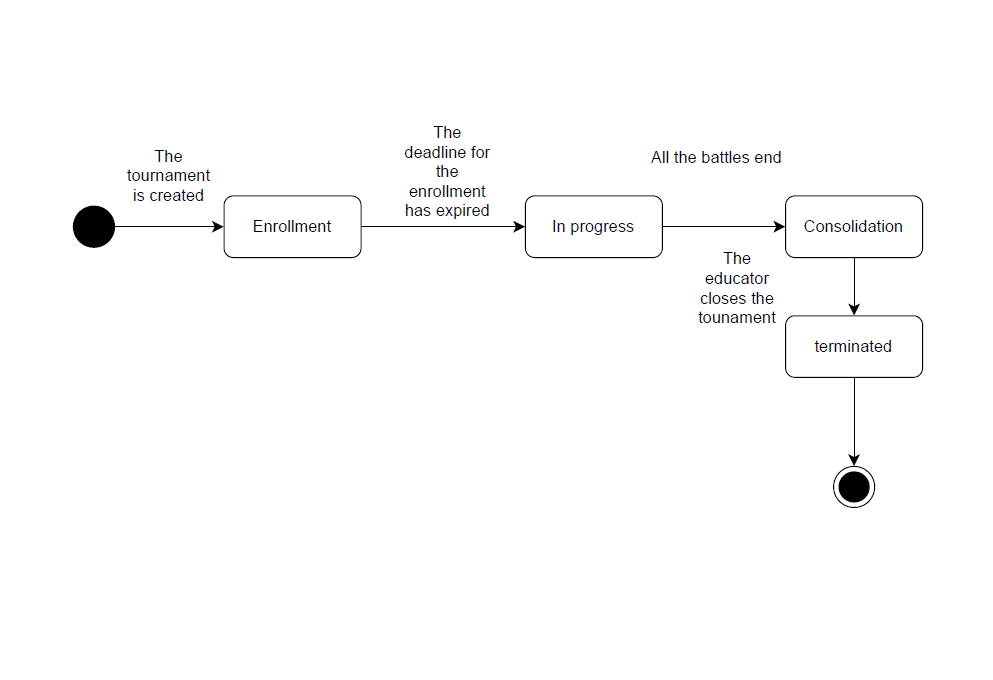 The
tournament
is created
Enrollment
The
deadline for
the
enrollment
has expired
In progress
All the battles end
Consolidation
The
educator
closes the
tounament
terminated